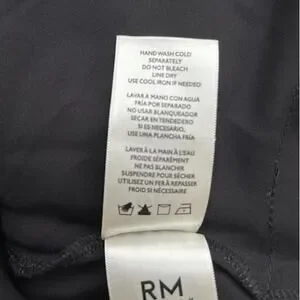 HAND WASH COLD
SEPARATELY
DO NOT BLEACH
LINE DRY
USE COOL IRON IF NEEDED
LAVAR A MANO CON AGUA
FRÍA POR SEPARADO
NO USAR BLANQUEADOR
SECAR EN TENDEDERO
SI ES NECESARIO,
USE UNA PLANCHA FRÍA
LAVER À LA MAIN À L'EAU
FROIDE SÉPARÉMENT
NE PAS BLANCHIR
SUSPENDRE POUR SÉCHER
UTILISEZ UN FER À REPASSER
FROID SI NÉCESSAIRE
RM